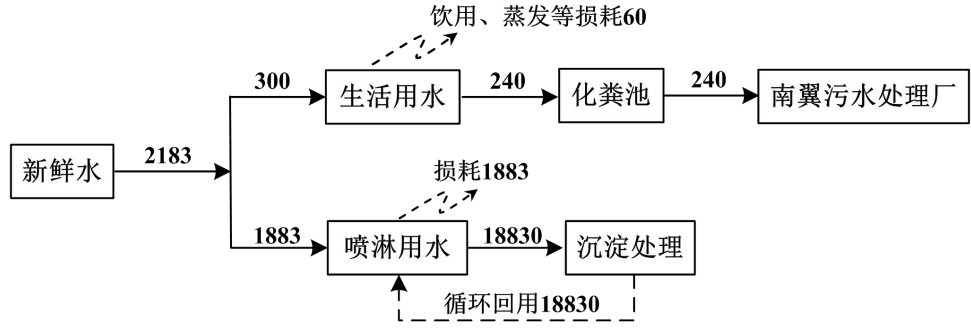 饮用、蒸发等损耗60
300
生活用水
240
化粪池
240
南翼污水处理厂
新鲜水
2183
损耗1883
1883
喷淋用水
18830
沉淀处理
循环回用18830